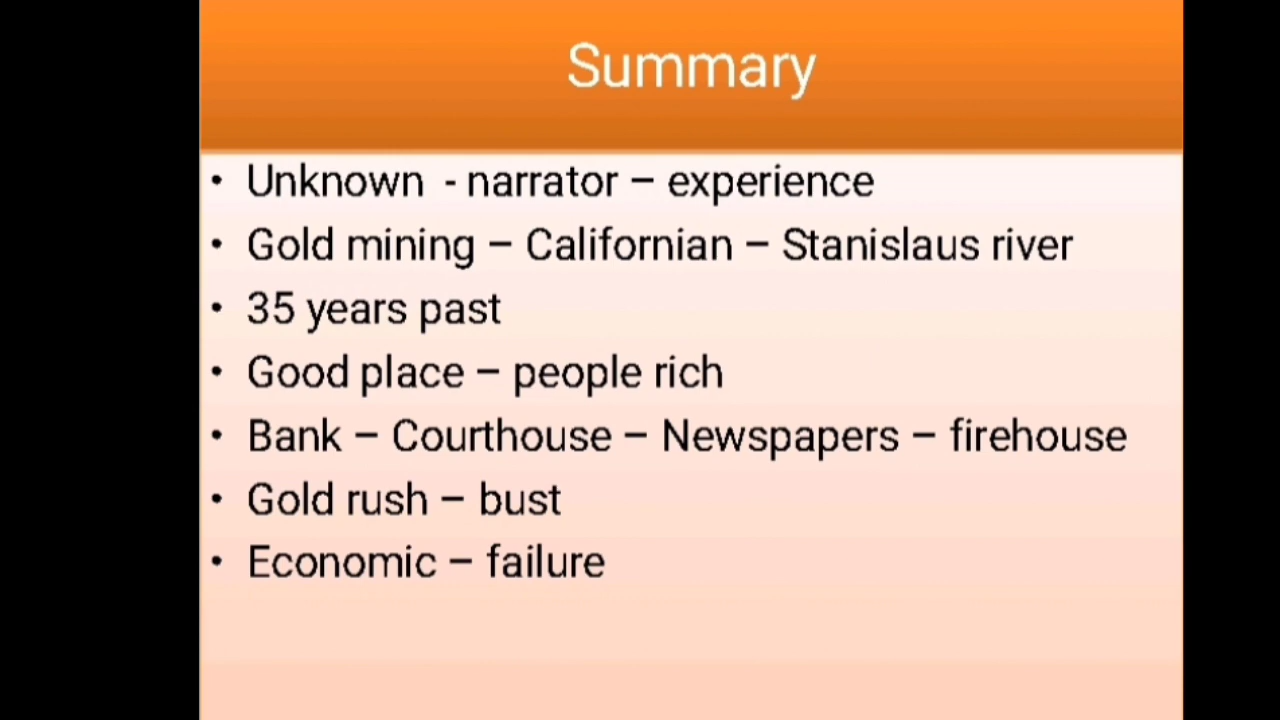 Summary
• Unknown - narrator – experience
• Gold mining – Californian – Stanislaus river
• 35 years past
• Good place – people rich
• Bank – Courthouse – Newspapers – firehouse
• Gold rush – bust
• Economic – failure